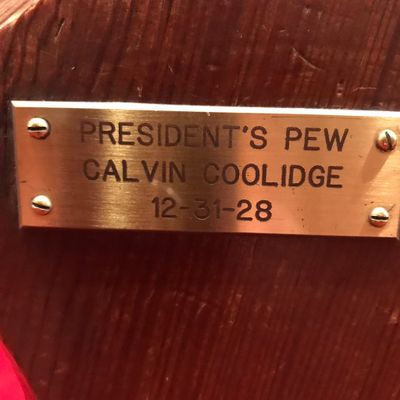 PRESIDENT'S PEW
CALVIN COOLIDGE
12-31-28